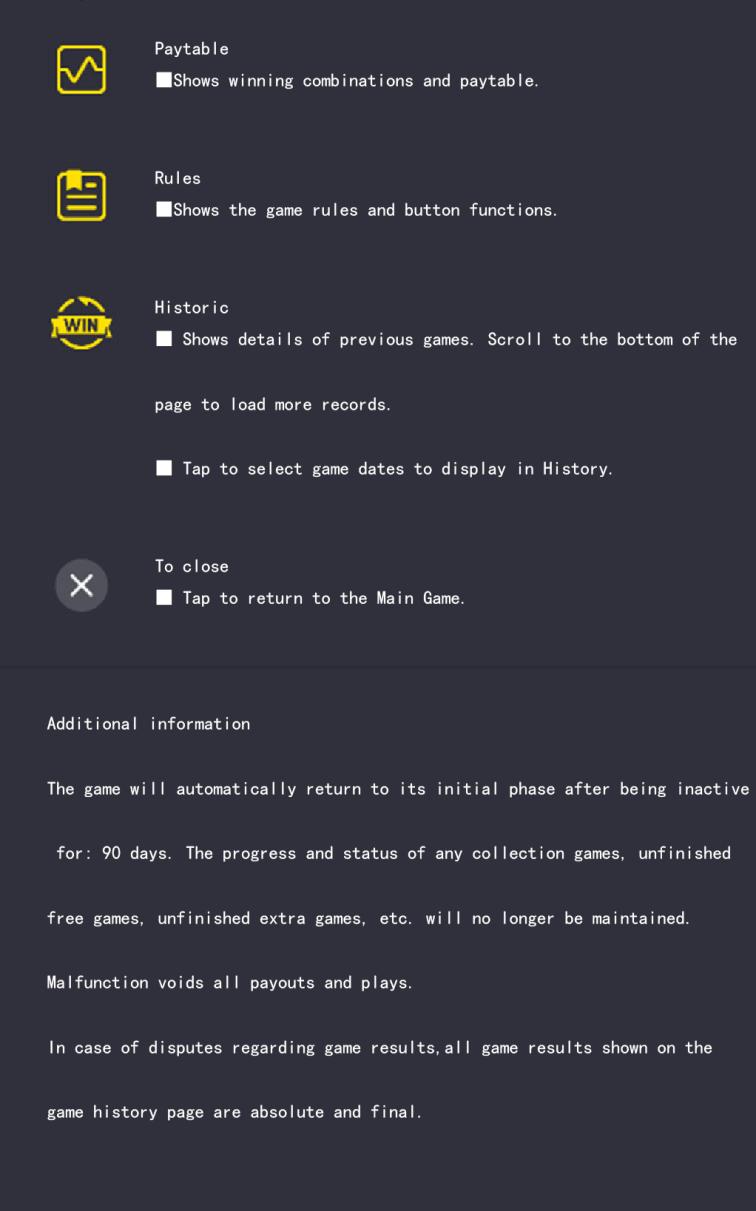 Paytable
■Shows winning combinations and paytable.
Rules
■Shows the game rules and button functions.
WIN
Historic
■ Shows details of previous games. Scroll to the bottom of the
page to load more records.
■ Tap to select game dates to display in History.
To close
■ Tap to return to the Main Game.
Additional information
The game will automatically return to its initial phase after being inactive
for: 90 days. The progress and status of any collection games, unfinished
free games, unfinished extra games, etc. will no longer be maintained.
Malfunction voids all payouts and plays.
In case of disputes regarding game results,all game results shown on the
game history page are absolute and final.